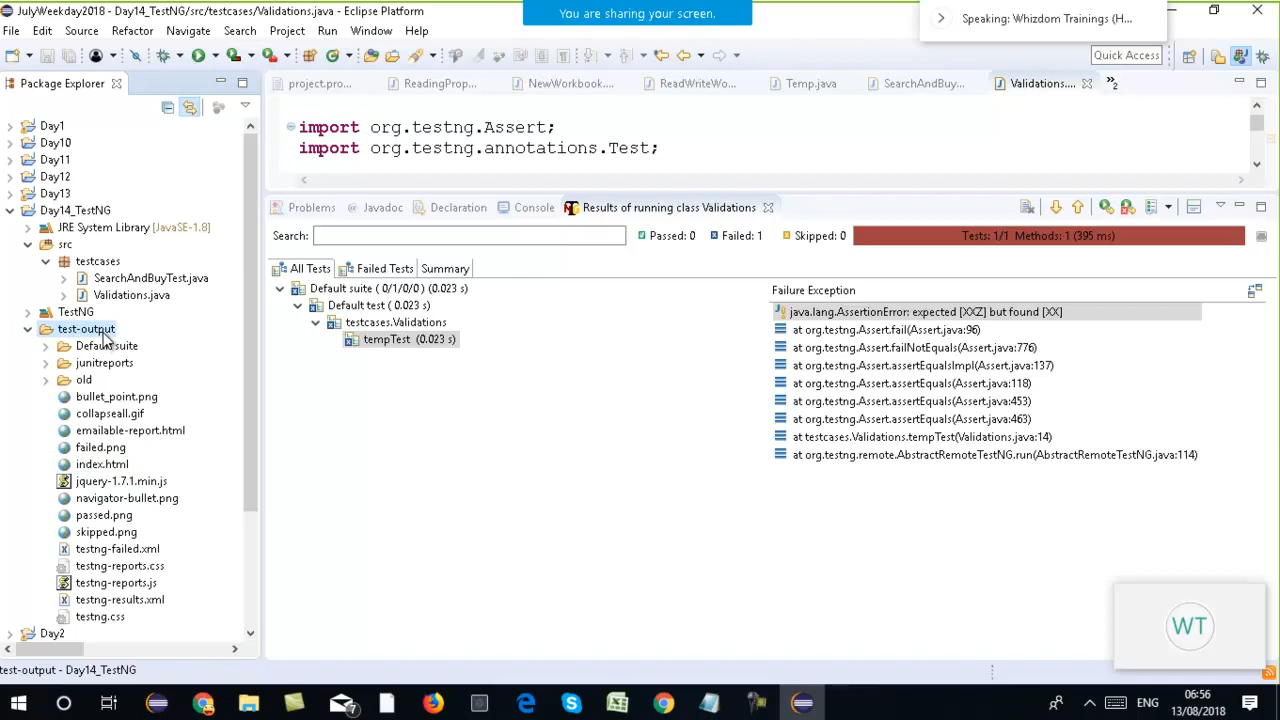 JulyWeekday2018 - Day14_TestNG/src/testcases/Validations.java - Eclipse Platform
You are sharing your screen.
Speaking: Whizdom Trainings (H...
File Edit Source Refactor Navigate Search Project Run Window Help
Quick Access
Package Explorer
project.pro...
ReadingProp...
NewWorkbook....
ReadWriteWo...
Temp.java
SearchAndBuy...
Validations....
»2
import org.testng.Assert;
import org.testng.annotations.Test;
Day1
Day10
Day11
Day12
Day13
Day14_TestNG
JRE System Library [JavaSE-1.8]
src
testcases
SearchAndBuyTest.java
Validations.java
TestNG
test-output
Default suite
junitreports
old
bullet_point.png
collapseall.gif
emailable-report.html
failed.png
index.html
jquery-1.7.1.min.js
navigator-bullet.png
passed.png
skipped.png
testng-failed.xml
testng-reports.css
testng-reports.js
testng-results.xml
testng.css
Day2
Problems Javadoc Declaration Console Results of running class Validations
Search: Passed: 0 Failed: 1 Skipped: 0 Tests: 1/1 Methods: 1 (395 ms)
All Tests Failed Tests Summary
Default suite ( 0/1/0/0 ) (0.023 s)
Default test ( 0.023 s)
testcases.Validations
tempTest (0.023 s)
Failure Exception
java.lang.AssertionError: expected [XXZ] but found [XX]
at org.testng.Assert.fail(Assert.java:96)
at org.testng.Assert.failNotEquals(Assert.java:776)
at org.testng.Assert.assertEqualsImpl(Assert.java:137)
at org.testng.Assert.assertEquals(Assert.java:118)
at org.testng.Assert.assertEquals(Assert.java:453)
at org.testng.Assert.assertEquals(Assert.java:463)
at testcases.Validations.tempTest(Validations.java:14)
at org.testng.remote.AbstractRemoteTestNG.run(AbstractRemoteTestNG.java:114)
WT
test-output - Day14_TestNG
7
ENG
06:56
13/08/2018